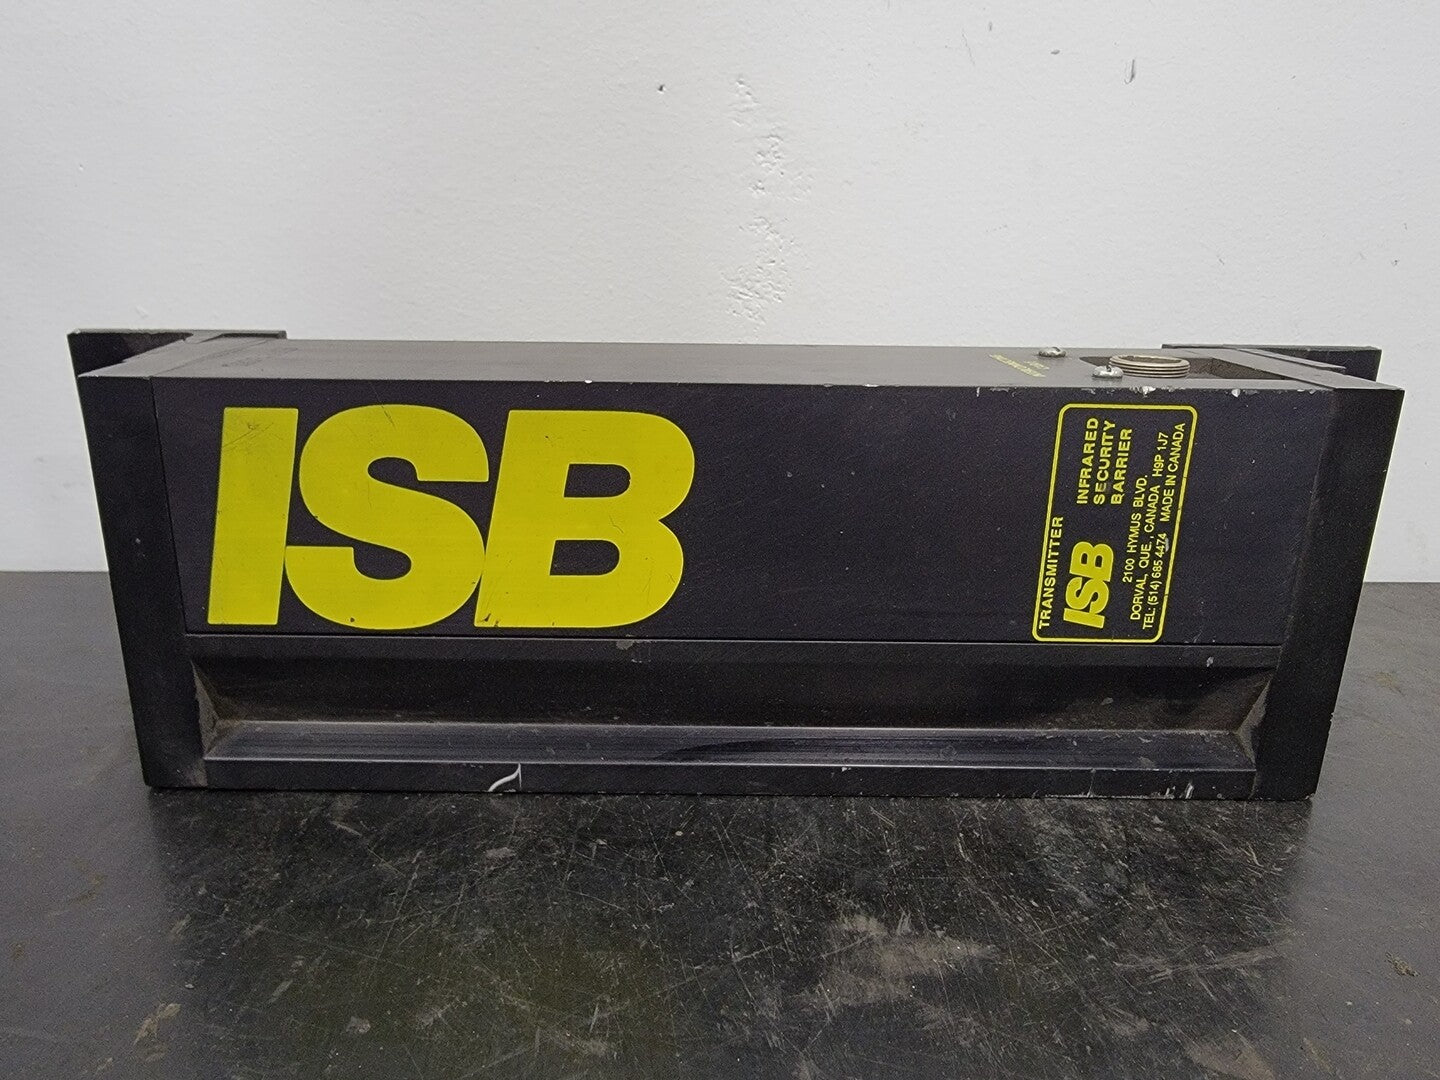 ISB
TRANSMITTER
ISB
INFRARED
SECURITY
BARRIER
2100 HYMUS BLVD.
DORVAL, QUE., CANADA H9P 1J7
TEL: (514) 685 4474 MADE IN CANADA